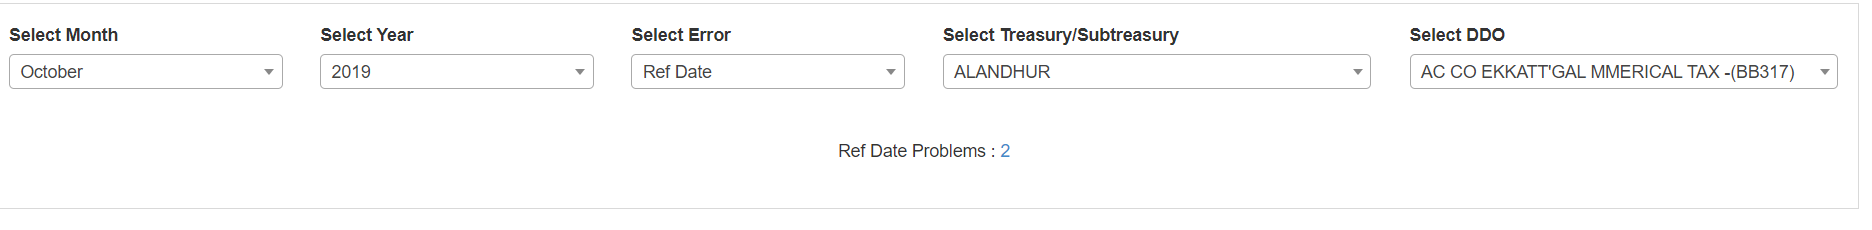 Select Month Select Year Select Error Select Treasury/Subtreasury Select DDO
October 2019 Ref Date ALANDHUR AC CO EKKATT'GAL MMERICAL TAX -(BB317)
Ref Date Problems : 2